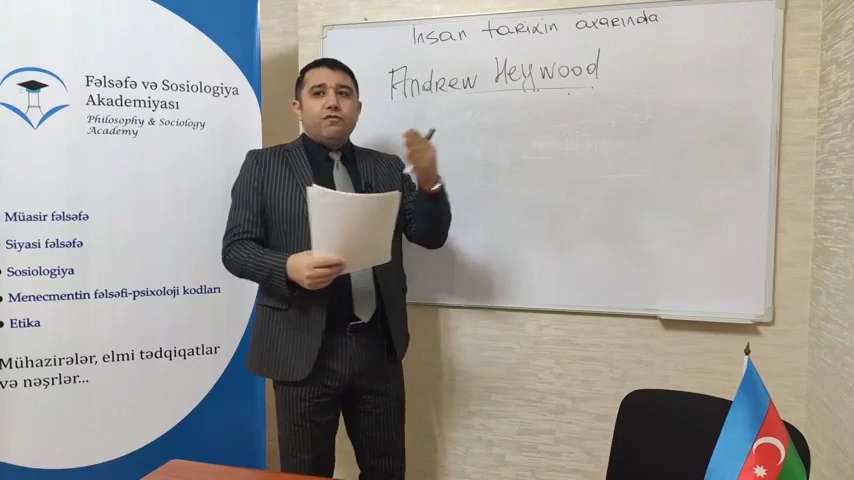 Fəlsəfə və Sosiologiya
Akademiyası
Philosophy & Sociology
Academy
Müasir fəlsəfə
Siyasi fəlsəfə
Sosiologiya
Menecmentin fəlsəfi-psixoloji kodları
Etika
Mühazirələr, elmi tədqiqatlar
və nəşrlər...
İnsan tarixin axarında
Andrew Heywood